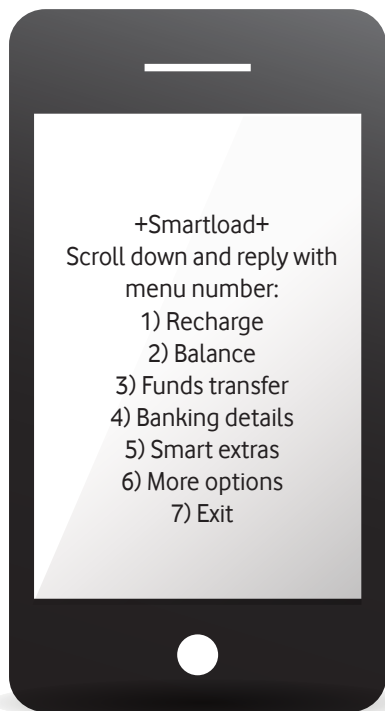 +Smartload+
Scroll down and reply with
menu number:
1) Recharge
2) Balance
3) Funds transfer
4) Banking details
5) Smart extras
6) More options
7) Exit